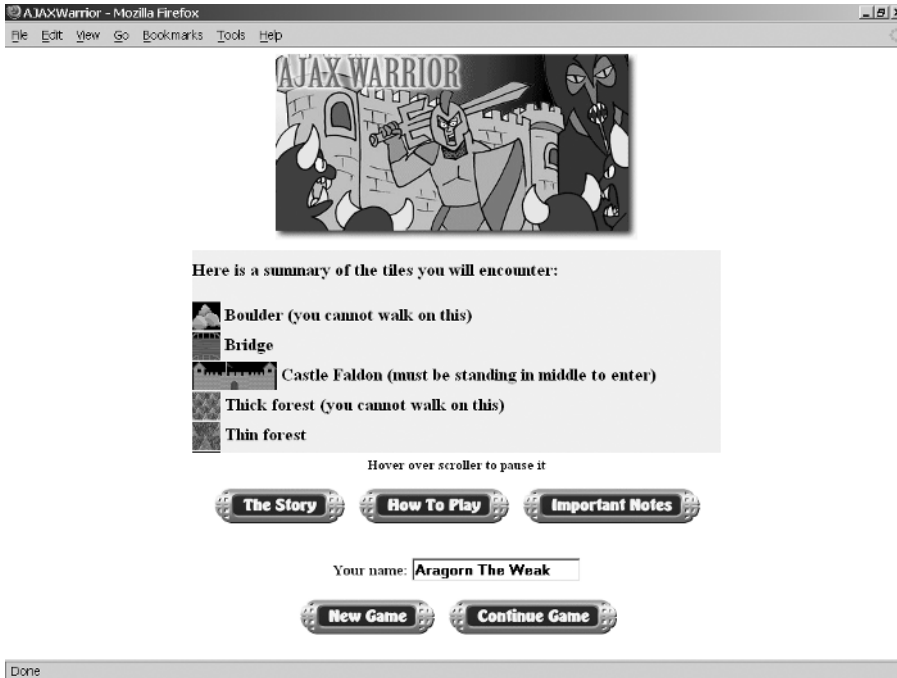 AJAXWarrior - Mozilla Firefox
File Edit View Go Bookmarks Tools Help
AJAX WARRIOR
Here is a summary of the tiles you will encounter:
Boulder (you cannot walk on this)
Bridge
Castle Faldon (must be standing in middle to enter)
Thick forest (you cannot walk on this)
Thin forest
Hover over scroller to pause it
The Story How To Play Important Notes
Your name: Aragorn The Weak
New Game Continue Game
Done